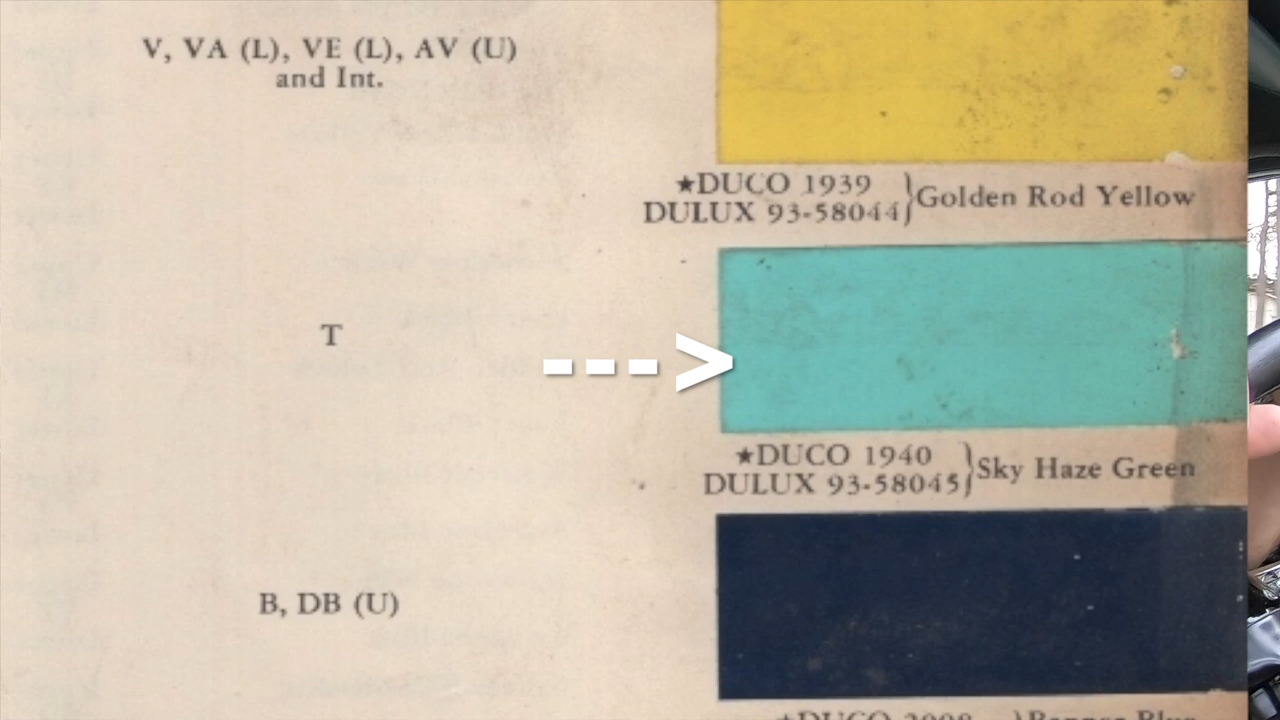 V, VA (L), VE (L), AV (U)
and Int.
★DUCO 1939
DULUX 93-58044} Golden Rod Yellow
T
--->
★DUCO 1940
DULUX 93-58045} Sky Haze Green
B, DB (U)
★DUCO